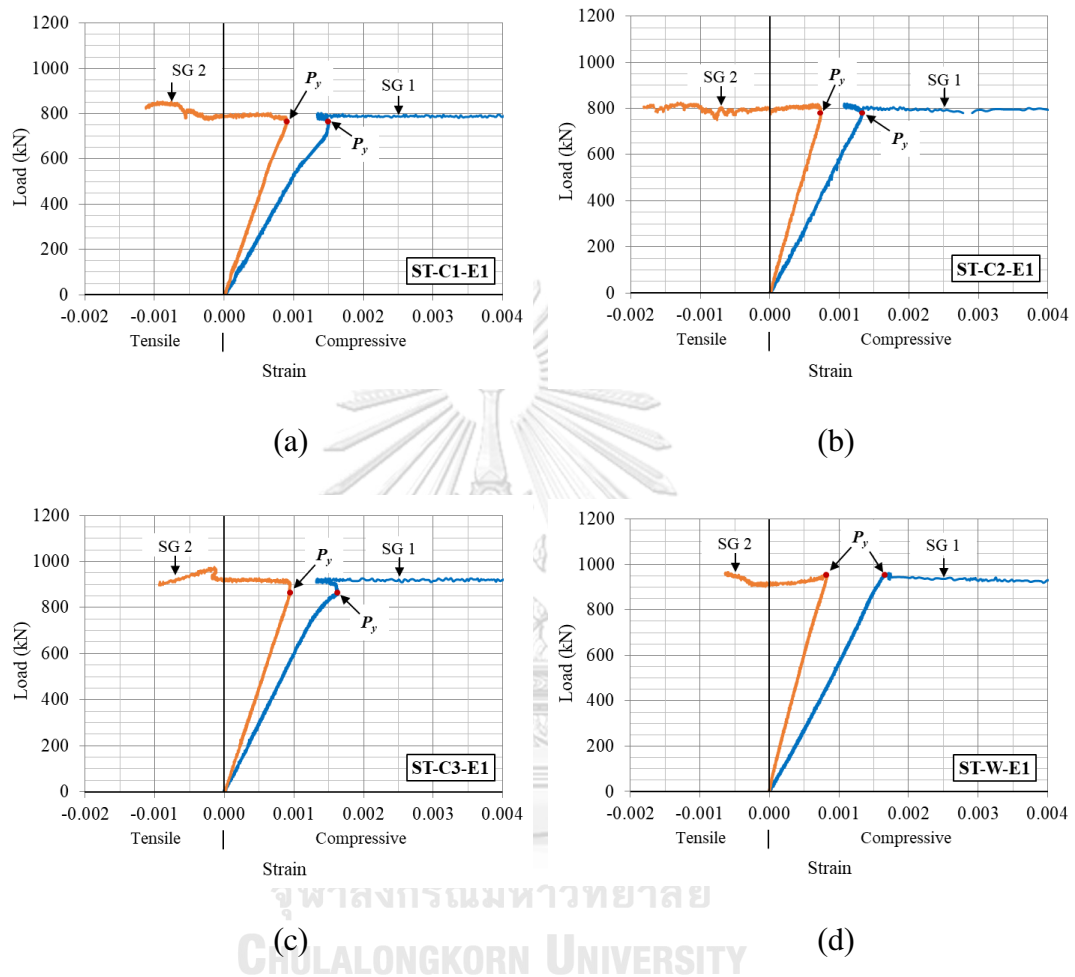 1200
1000
800
600
400
200
0
Load (kN)
SG 2
P_y
SG 1
P_y
ST-C1-E1
-0.002 -0.001 0.000 0.001 0.002 0.003 0.004
Tensile | Compressive
Strain
(a)
1200
1000
800
600
400
200
0
Load (kN)
SG 2
P_y
SG 1
P_y
ST-C2-E1
-0.002 -0.001 0.000 0.001 0.002 0.003 0.004
Tensile | Compressive
Strain
(b)
1200
1000
800
600
400
200
0
Load (kN)
SG 2
P_y
SG 1
P_y
ST-C3-E1
-0.002 -0.001 0.000 0.001 0.002 0.003 0.004
Tensile | Compressive
Strain
(c)
1200
1000
800
600
400
200
0
Load (kN)
SG 2
P_y
SG 1
ST-W-E1
-0.002 -0.001 0.000 0.001 0.002 0.003 0.004
Tensile | Compressive
Strain
(d)
จุฬาลงกรณ์มหาวิทยาลัย
CHULALONGKORN UNIVERSITY